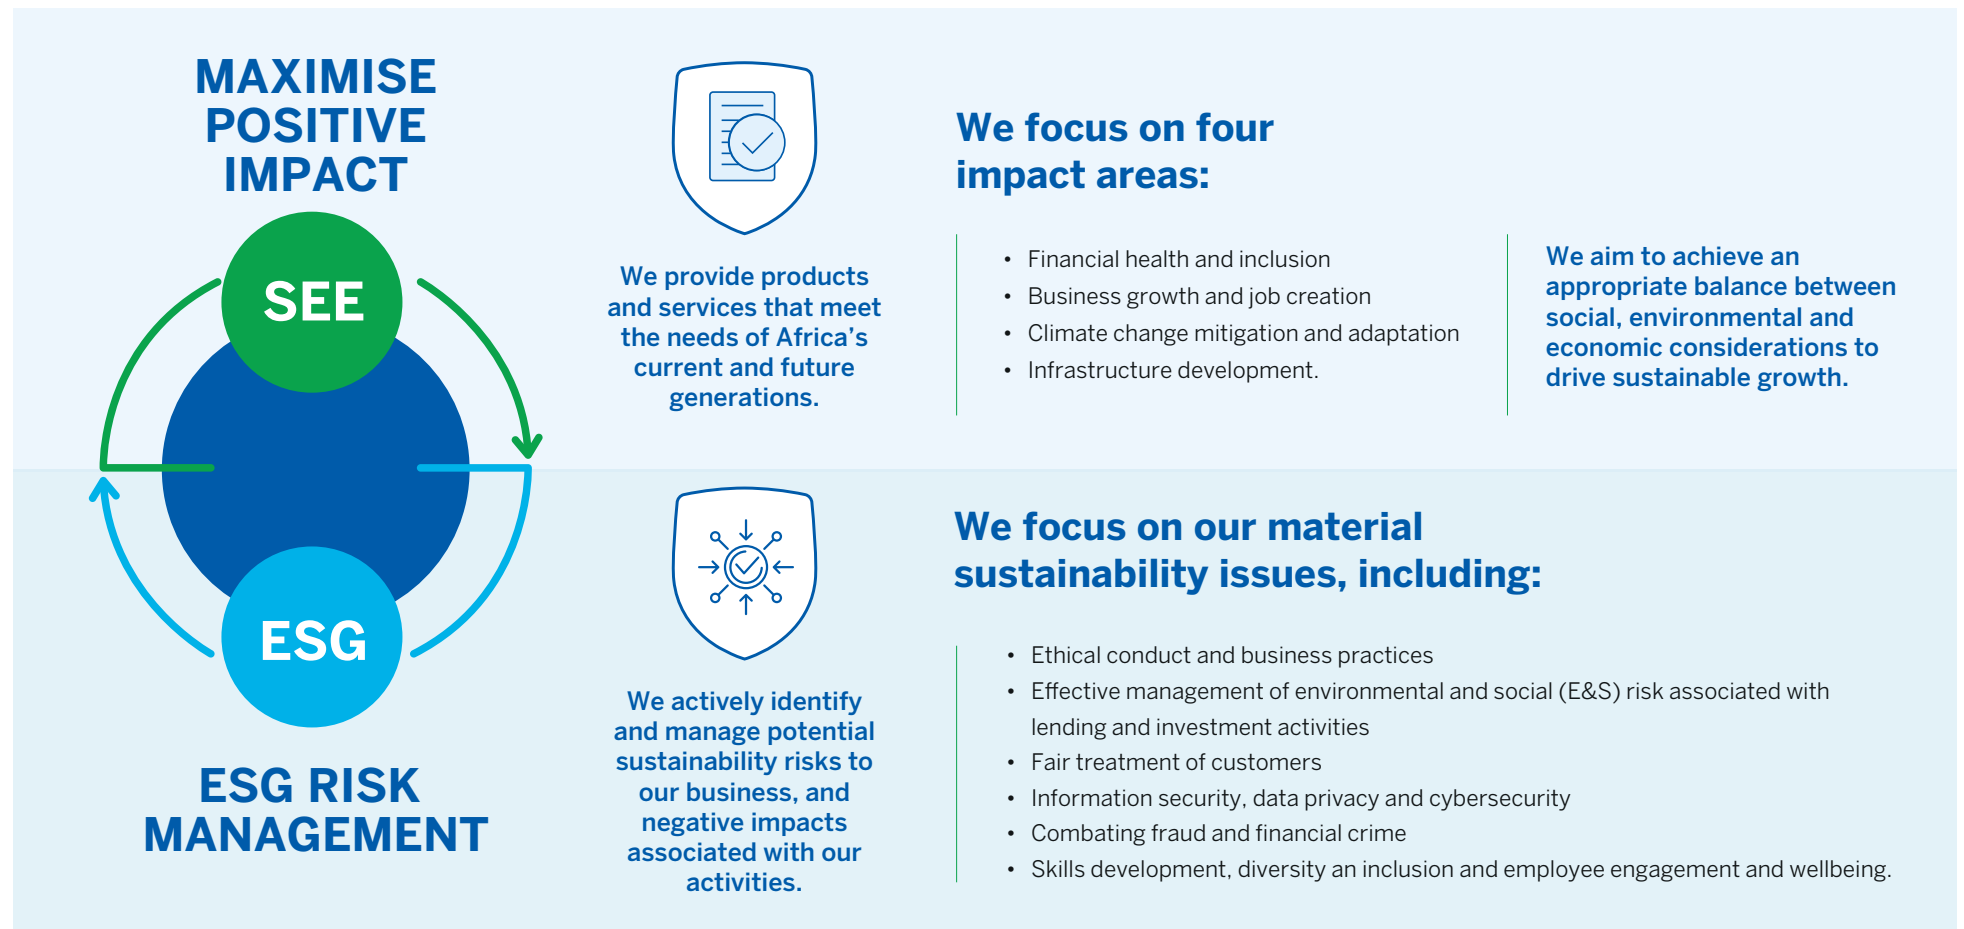 MAXIMISE
POSITIVE
IMPACT
SEE
We provide products
and services that meet
the needs of Africa’s
current and future
generations.
We focus on four
impact areas:
• Financial health and inclusion
• Business growth and job creation
• Climate change mitigation and adaptation
• Infrastructure development.
We aim to achieve an
appropriate balance between
social, environmental and
economic considerations to
drive sustainable growth.
ESG
ESG RISK
MANAGEMENT
We actively identify
and manage potential
sustainability risks to
our business, and
negative impacts
associated with our
activities.
We focus on our material
sustainability issues, including:
• Ethical conduct and business practices
• Effective management of environmental and social (E&S) risk associated with
lending and investment activities
• Fair treatment of customers
• Information security, data privacy and cybersecurity
• Combating fraud and financial crime
• Skills development, diversity an inclusion and employee engagement and wellbeing.